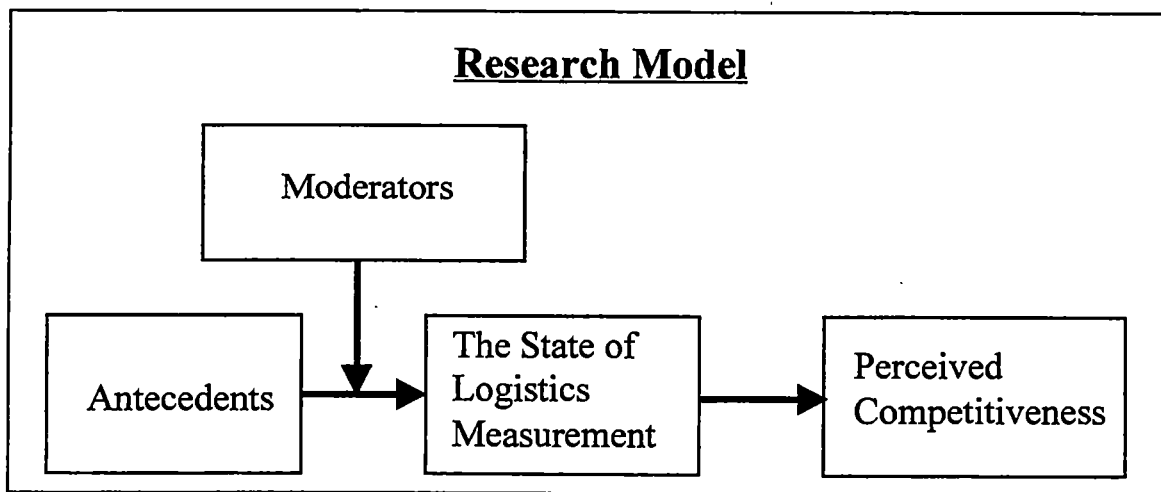 Research Model
Moderators
Antecedents
The State of
Logistics
Measurement
Perceived
Competitiveness